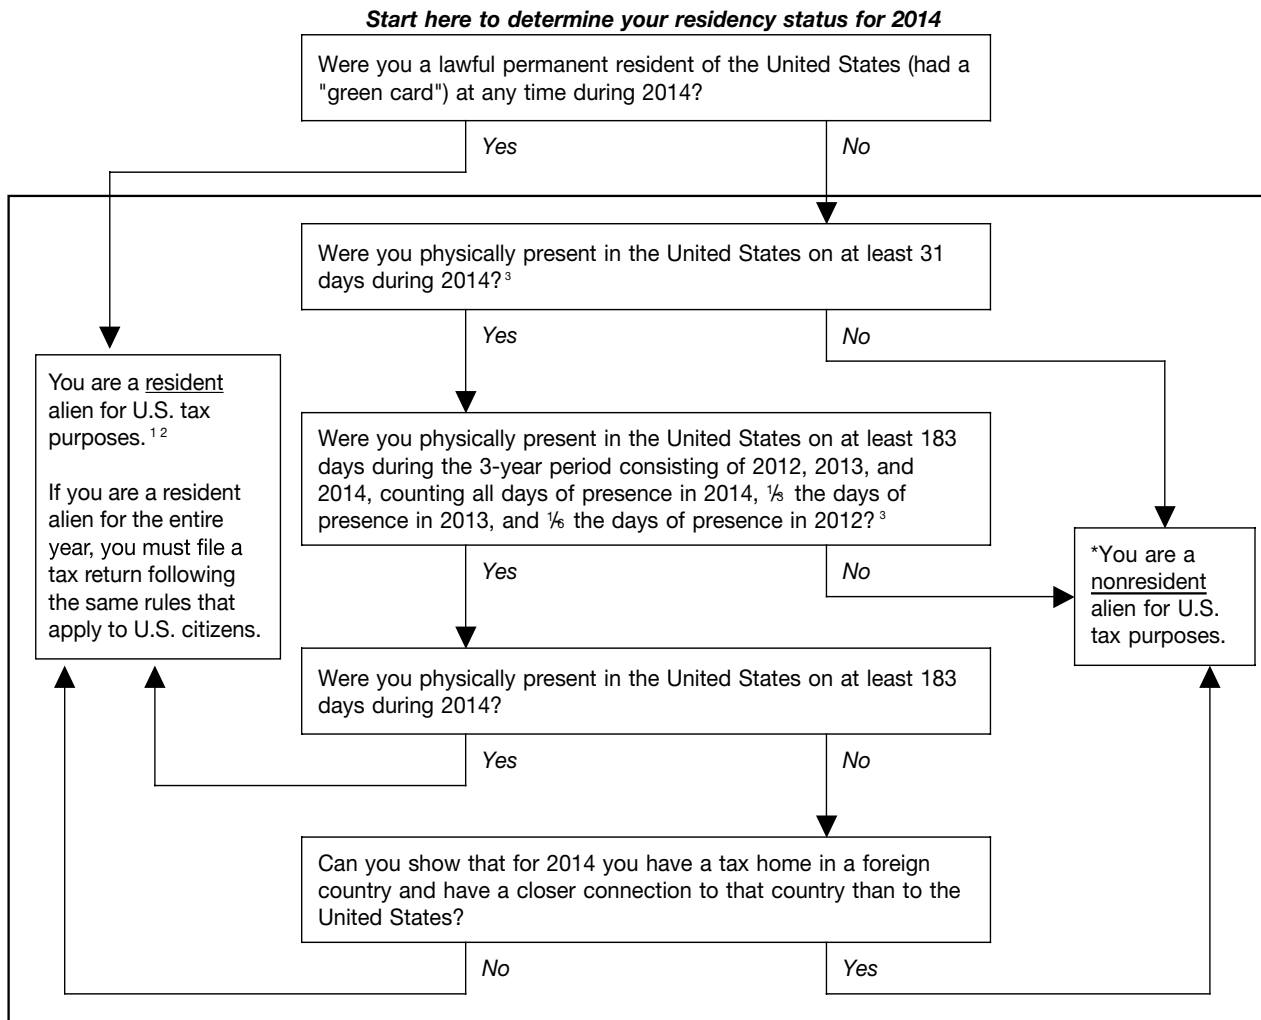 Start here to determine your residency status for 2014
Were you a lawful permanent resident of the United States (had a
"green card") at any time during 2014?
Yes
No
Were you physically present in the United States on at least 31
days during 2014? ³
Yes
No
You are a resident
alien for U.S. tax
purposes. ¹ ²
If you are a resident
alien for the entire
year, you must file a
tax return following
the same rules that
apply to U.S. citizens.
Were you physically present in the United States on at least 183
days during the 3-year period consisting of 2012, 2013, and
2014, counting all days of presence in 2014, ⅓ the days of
presence in 2013, and ⅙ the days of presence in 2012? ³
Yes
No
*You are a
nonresident
alien for U.S.
tax purposes.
Were you physically present in the United States on at least 183
days during 2014?
Yes
No
Can you show that for 2014 you have a tax home in a foreign
country and have a closer connection to that country than to the
United States?
No
Yes